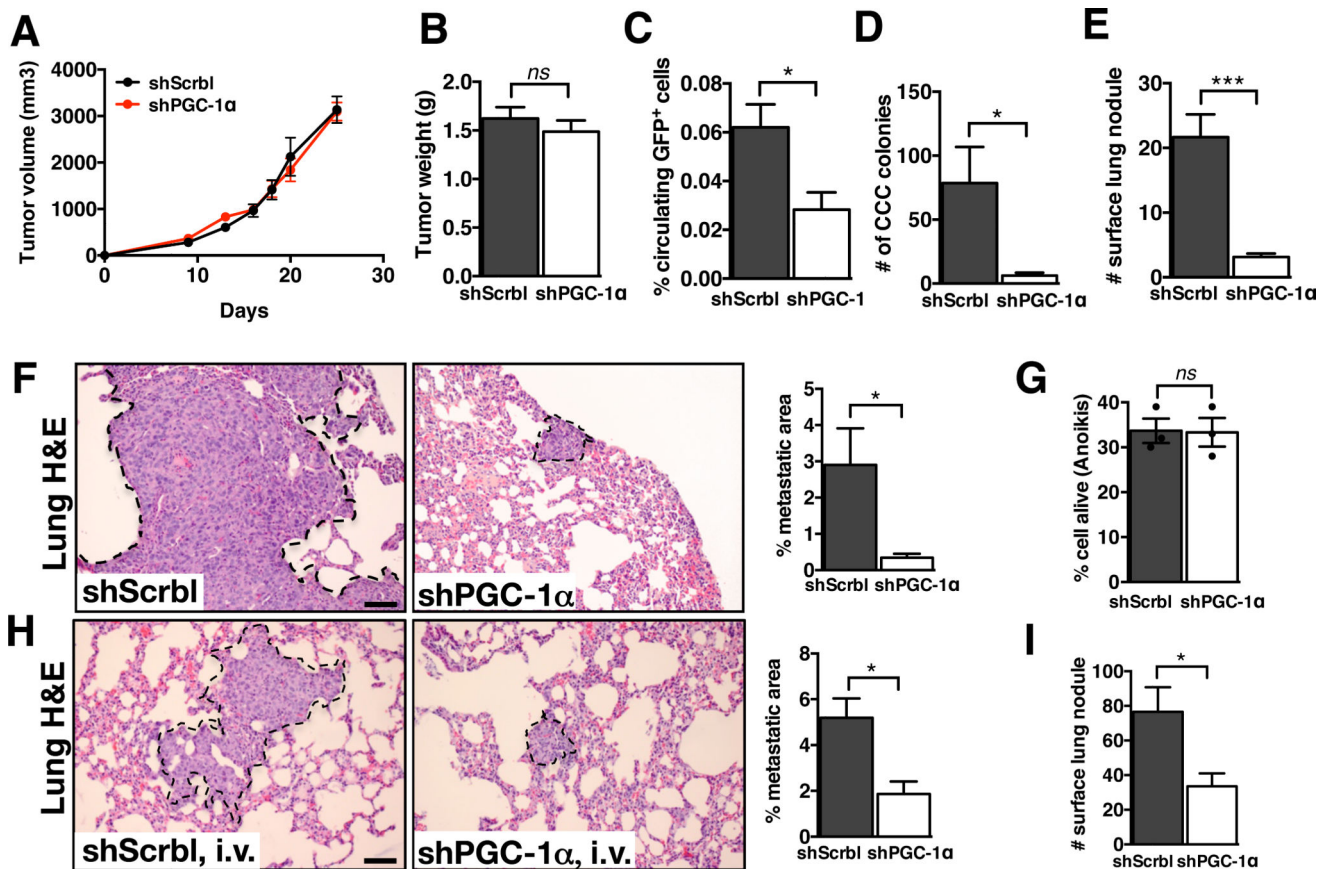 A
Tumor volume (mm3)
4000
3000
2000
1000
0
0
10
20
30
Days
shScrbl
shPGC-1α
B
Tumor weight (g)
2.0
1.5
1.0
0.5
0.0
ns
shScrbl shPGC-1α
C
% circulating GFP+ cells
0.08
0.06
0.04
0.02
0.00
*
shScrbl shPGC-1
D
# of CCC colonies
150
100
50
0
*
shScrbl shPGC-1α
E
# surface lung nodule
30
20
10
0
***
shScrbl shPGC-1α
F
Lung H&E
shScrbl
shPGC-1α
% metastatic area
5
4
3
2
1
0
*
shScrbl shPGC-1α
G
% cell alive (Anoikis)
40
30
20
10
0
ns
shScrbl shPGC-1α
H
Lung H&E
shScrbl, i.v.
shPGC-1α, i.v.
% metastatic area
8
6
4
2
0
*
shScrbl shPGC-1α
I
# surface lung nodule
100
80
60
40
20
0
*
shScrbl shPGC-1α